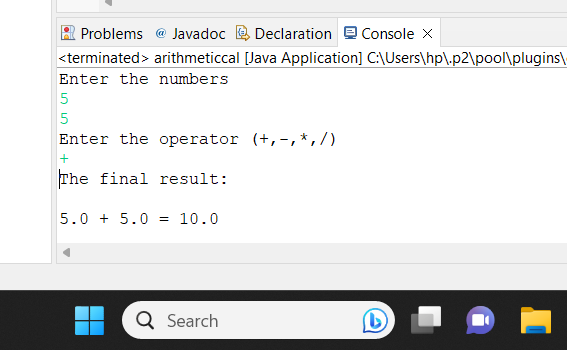 Problems @ Javadoc Declaration Console
<terminated> arithmeticcal [Java Application] C:\Users\hp\.p2\pool\plugins\
Enter the numbers
5
5
Enter the operator (+,-,*,/)
+
The final result:
5.0 + 5.0 = 10.0
Search